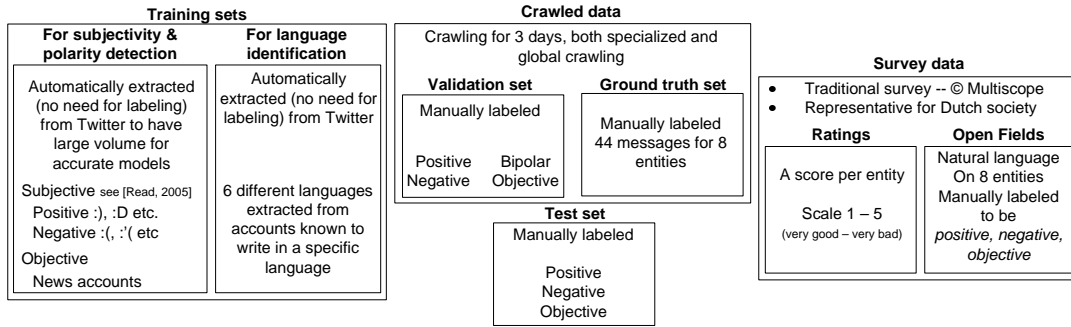 Training sets
For subjectivity &
polarity detection
Automatically extracted
(no need for labeling)
from Twitter to have
large volume for
accurate models
Subjective see [Read, 2005]
Positive :), :D etc.
Negative :(, :'( etc
Objective
News accounts
For language
identification
Automatically
extracted (no need for
labeling) from Twitter
6 different languages
extracted from
accounts known to
write in a specific
language
Crawled data
Crawling for 3 days, both specialized and
global crawling
Validation set
Manually labeled
Positive Bipolar
Negative Objective
Ground truth set
Manually labeled
44 messages for 8
entities
Test set
Manually labeled
Positive
Negative
Objective
Survey data
• Traditional survey -- © Multiscope
• Representative for Dutch society
Ratings
A score per entity
Scale 1 – 5
(very good – very bad)
Open Fields
Natural language
On 8 entities
Manually labeled
to be
positive, negative,
objective